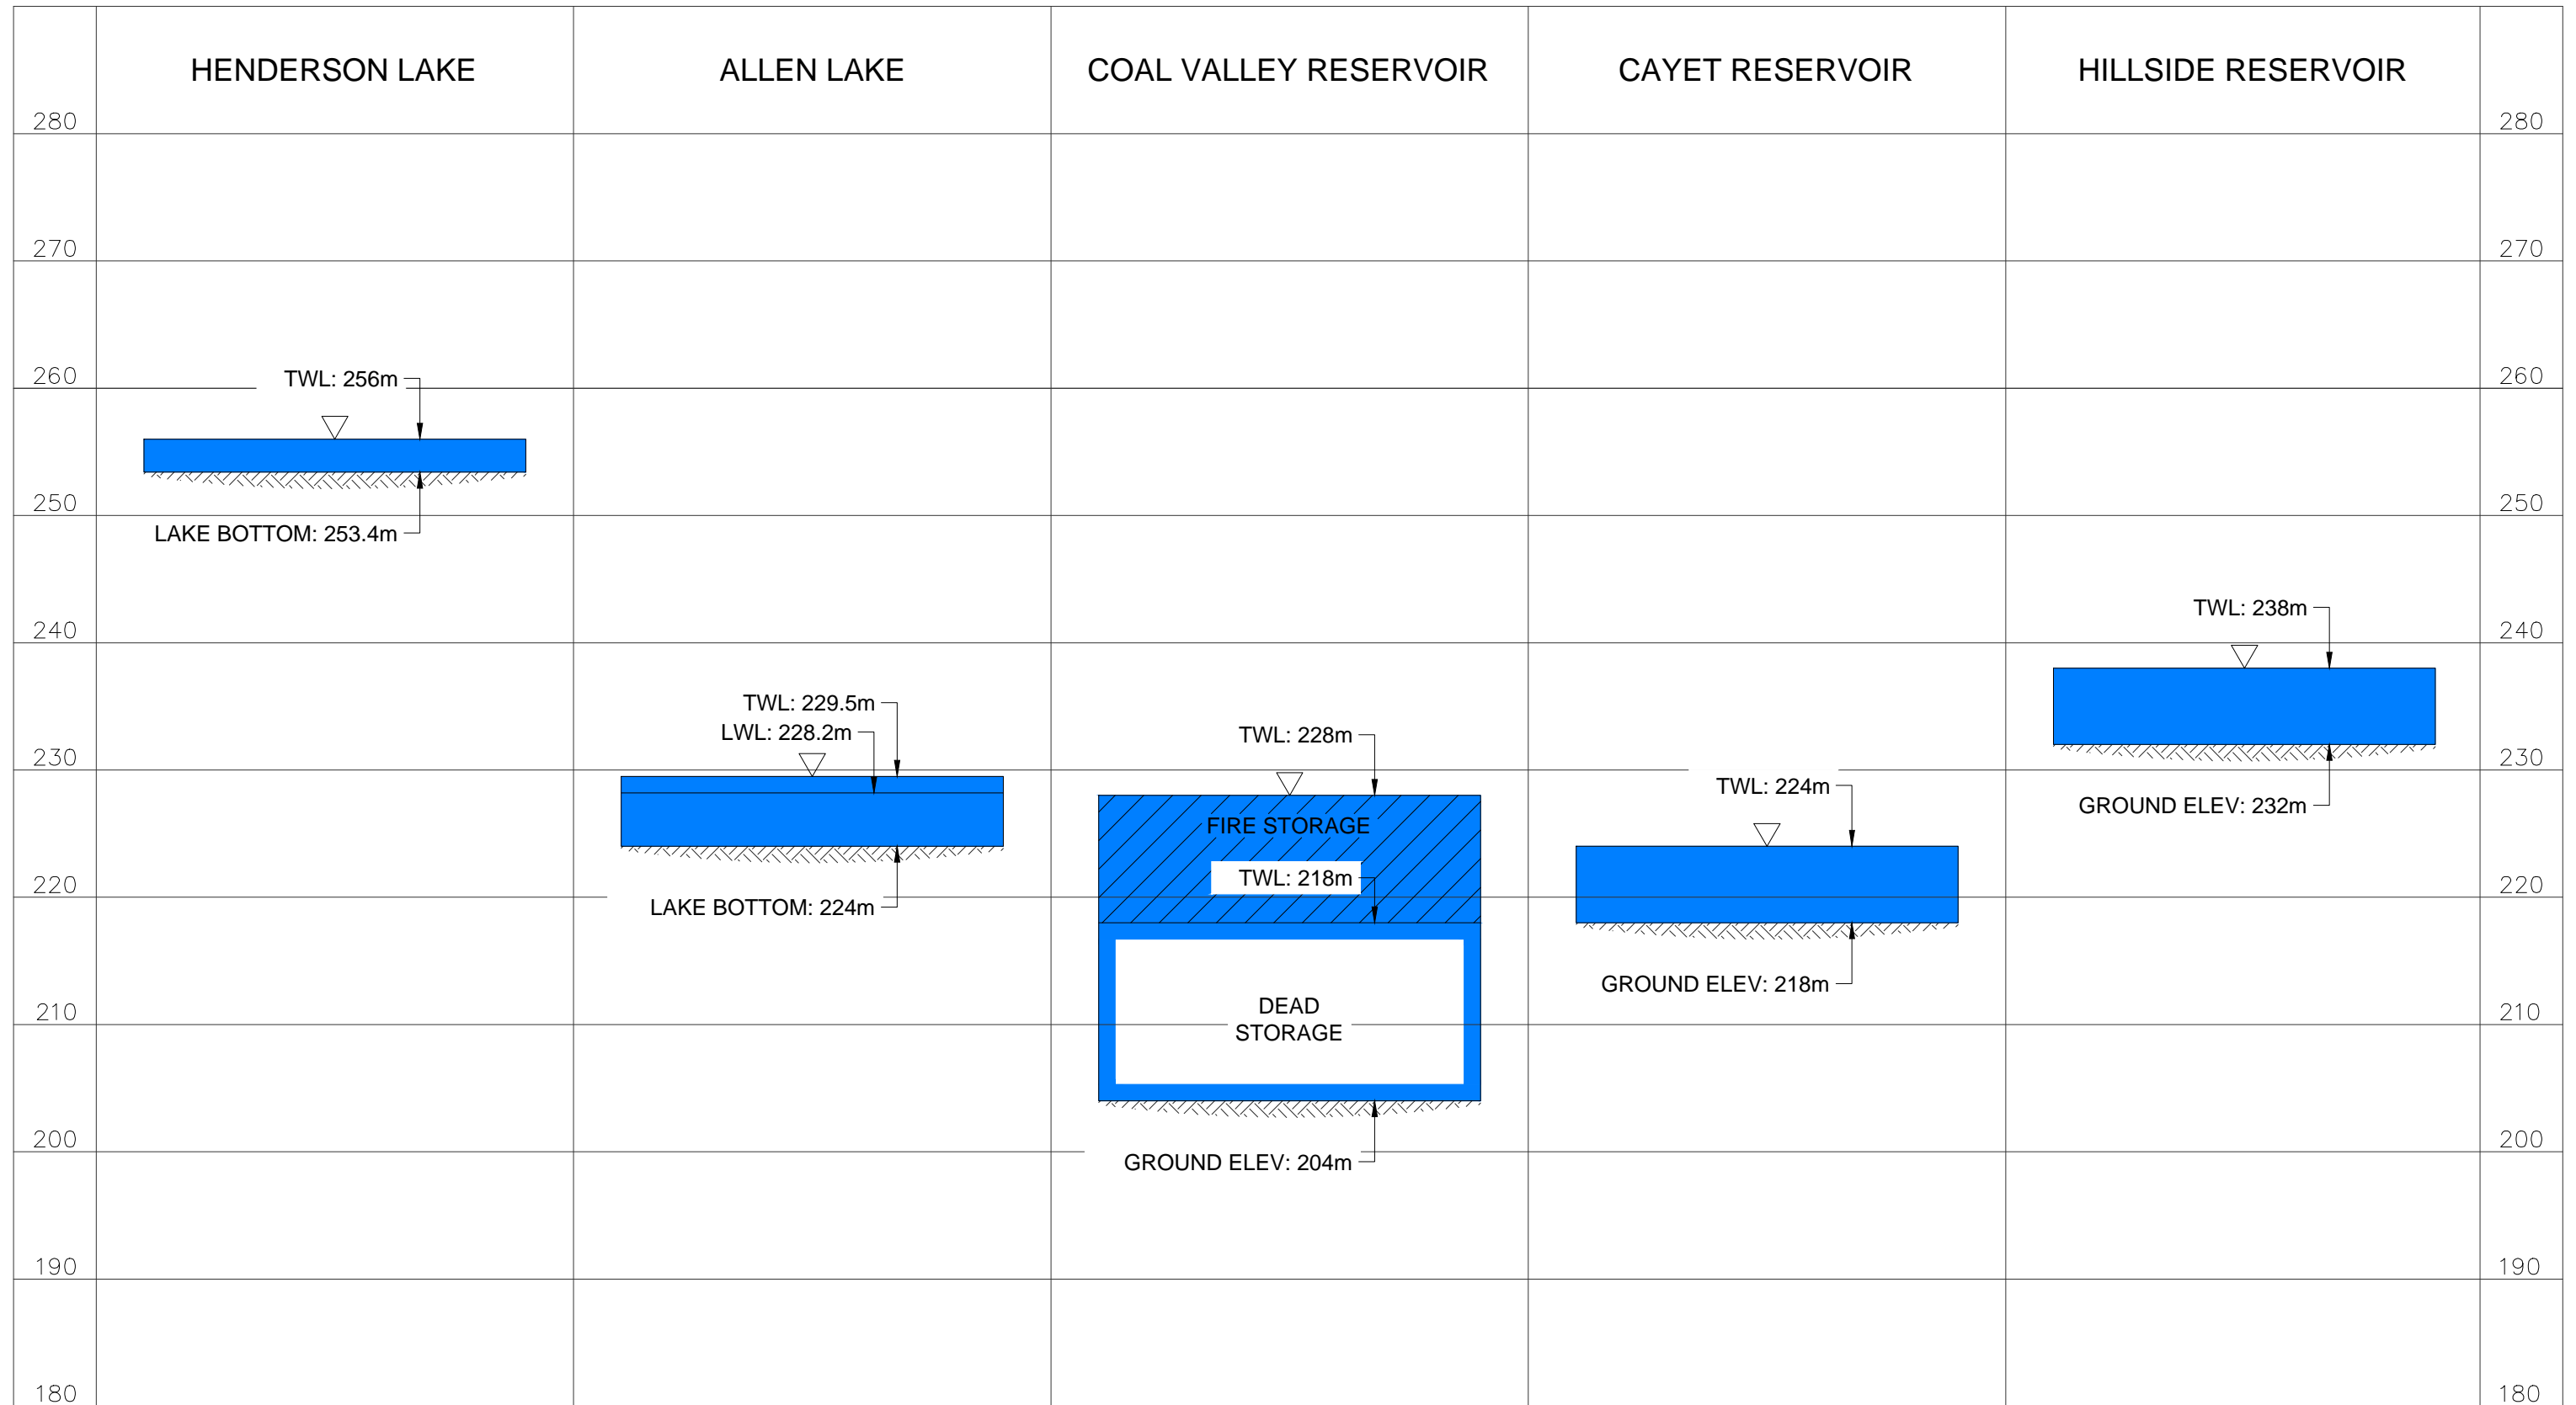 HENDERSON LAKE
ALLEN LAKE
COAL VALLEY RESERVOIR
CAYET RESERVOIR
HILLSIDE RESERVOIR
280
280
270
270
260
TWL: 256m
260
250
LAKE BOTTOM: 253.4m
250
240
TWL: 238m
240
230
TWL: 229.5m
LWL: 228.2m
TWL: 228m
TWL: 224m
GROUND ELEV: 232m
230
FIRE STORAGE
220
LAKE BOTTOM: 224m
TWL: 218m
220
GROUND ELEV: 218m
210
DEAD
STORAGE
210
200
GROUND ELEV: 204m
200
190
190
180
180